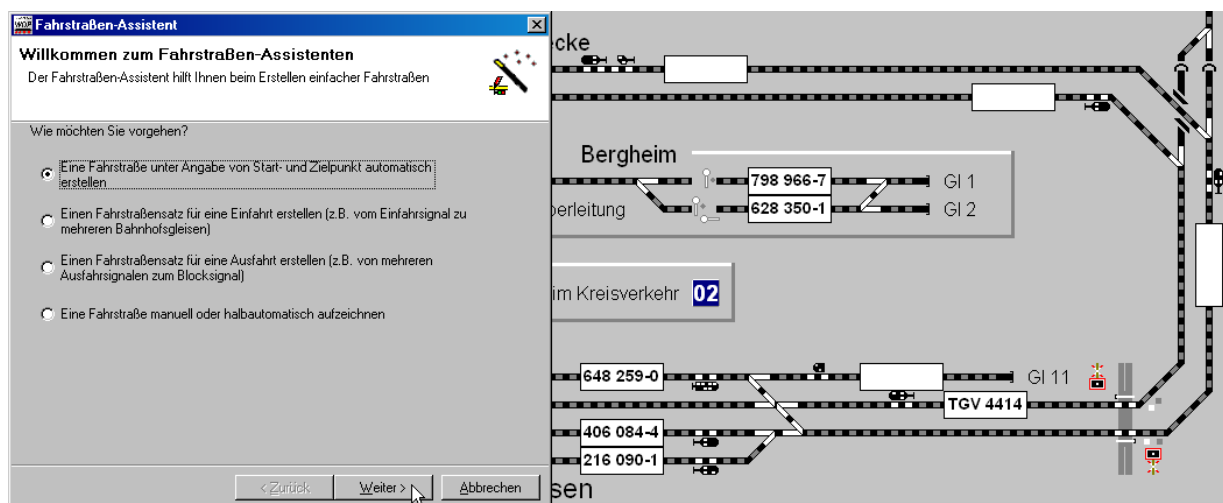 Fahrstraßen-Assistent
Willkommen zum Fahrstraßen-Assistenten
Der Fahrstraßen-Assistent hilft Ihnen beim Erstellen einfacher Fahrstraßen
Wie möchten Sie vorgehen?
Eine Fahrstraße unter Angabe von Start- und Zielpunkt automatisch
erstellen
Einen Fahrstraßensatz für eine Einfahrt erstellen (z.B. vom Einfahrsignal zu
mehreren Bahnhofsgleisen)
Einen Fahrstraßensatz für eine Ausfahrt erstellen (z.B. von mehreren
Ausfahrsignalen zum Blocksignal)
Eine Fahrstraße manuell oder halbautomatisch aufzeichnen
< Zurück
Weiter >
Abbrechen
cke
Bergheim
798 966-7
Gl 1
berleitung
628 350-1
Gl 2
im Kreisverkehr 02
648 259-0
Gl 11
TGV 4414
406 084-4
216 090-1
sen